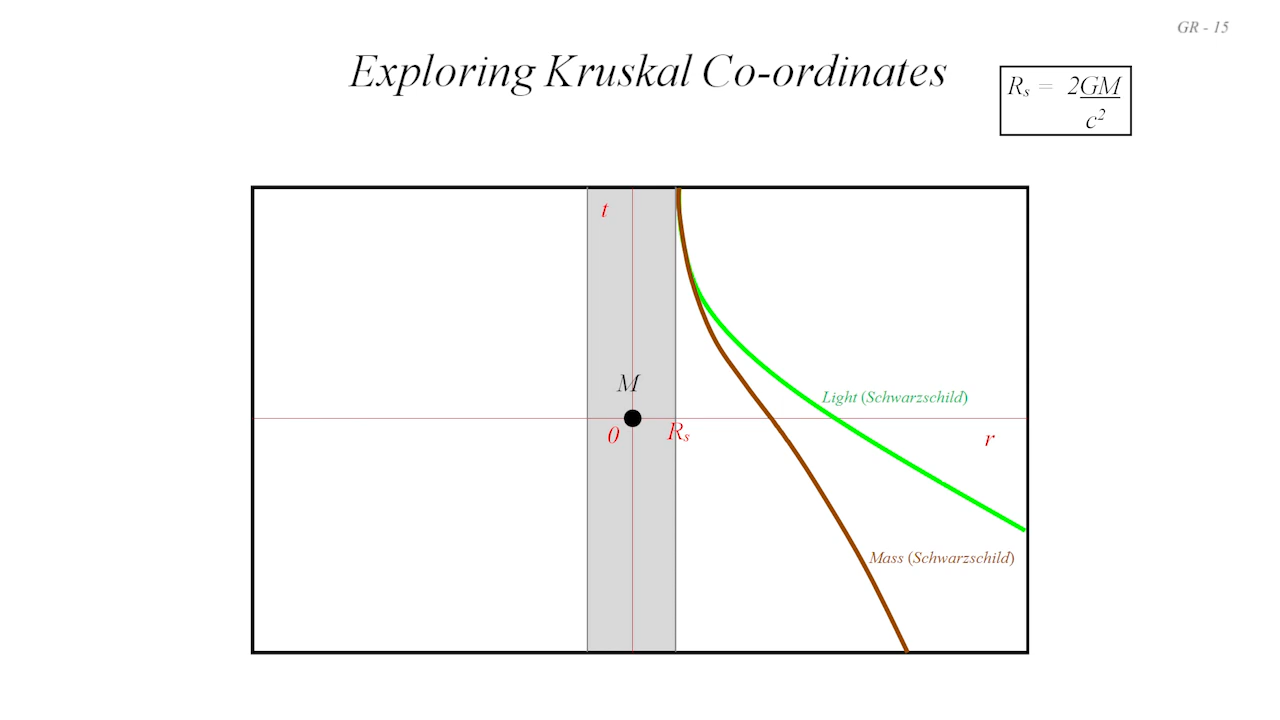 GR - 15
Exploring Kruskal Co-ordinates
Rs = 2GM
c²
t
M
Light (Schwarzschild)
0
Rs
r
Mass (Schwarzschild)